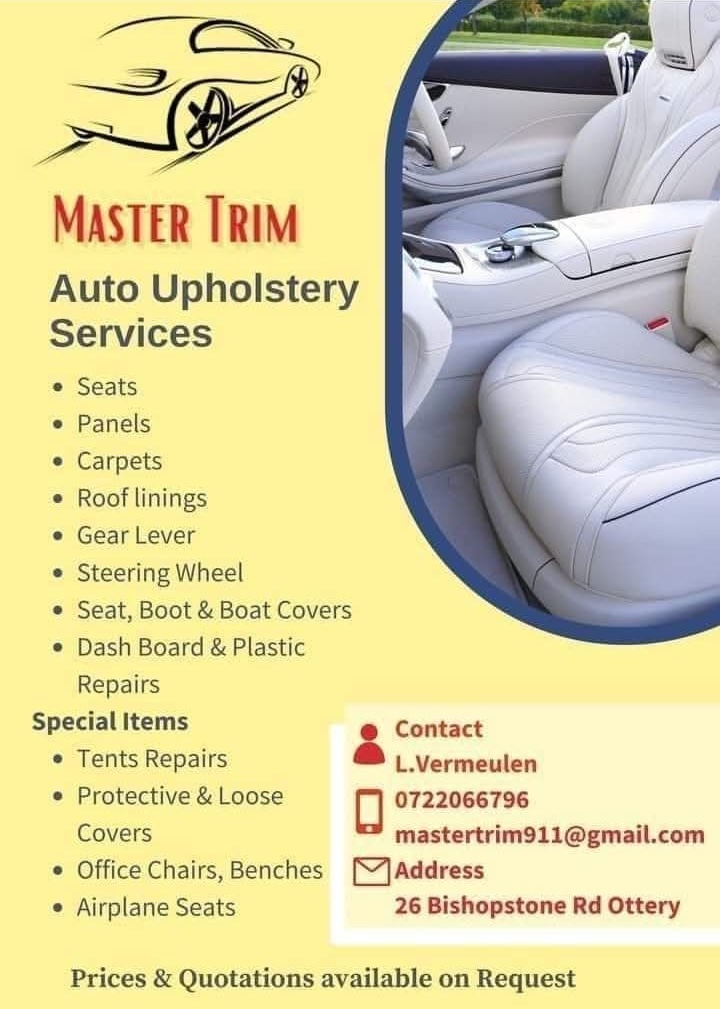 MASTER TRIM
Auto Upholstery
Services
• Seats
• Panels
• Carpets
• Roof linings
• Gear Lever
• Steering Wheel
• Seat, Boot & Boat Covers
• Dash Board & Plastic
Repairs
Special Items
• Tents Repairs
• Protective & Loose
Covers
• Office Chairs, Benches
• Airplane Seats
Contact
L.Vermeulen
0722066796
mastertrim911@gmail.com
Address
26 Bishopstone Rd Ottery
Prices & Quotations available on Request